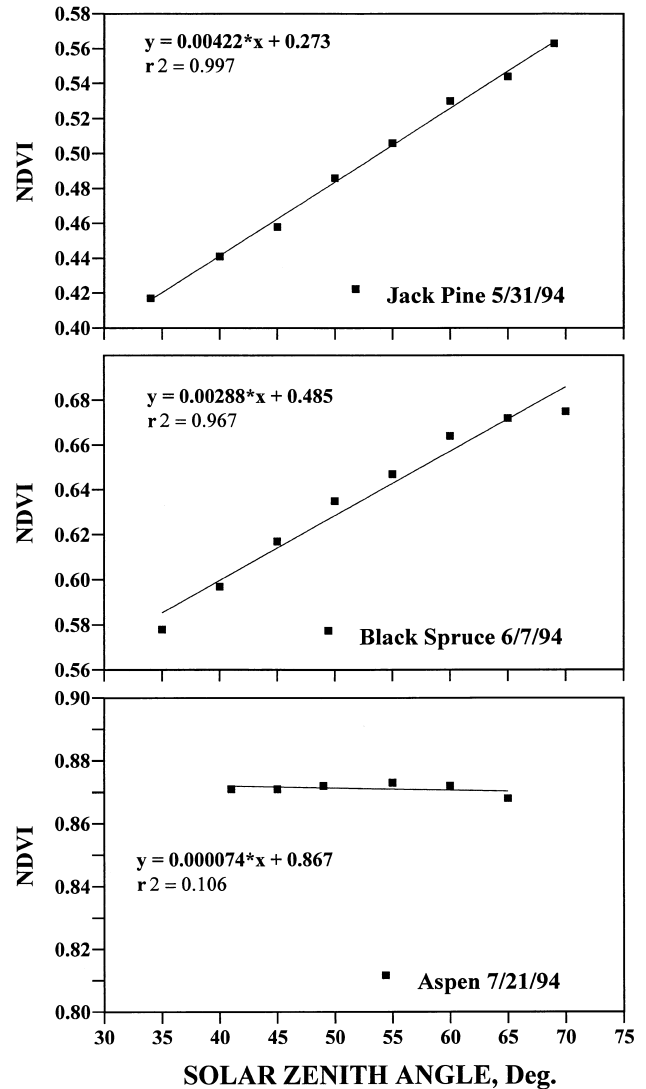 0.58
y = 0.00422*x + 0.273
r 2 = 0.997
0.56
0.54
0.52
0.50
0.48
0.46
0.44
0.42
0.40
NDVI
Jack Pine 5/31/94
y = 0.00288*x + 0.485
r 2 = 0.967
0.68
0.66
0.64
0.62
0.60
0.58
0.56
NDVI
Black Spruce 6/7/94
0.90
0.88
0.86
0.84
0.82
0.80
NDVI
y = 0.000074*x + 0.867
r 2 = 0.106
Aspen 7/21/94
30 35 40 45 50 55 60 65 70 75
SOLAR ZENITH ANGLE, Deg.